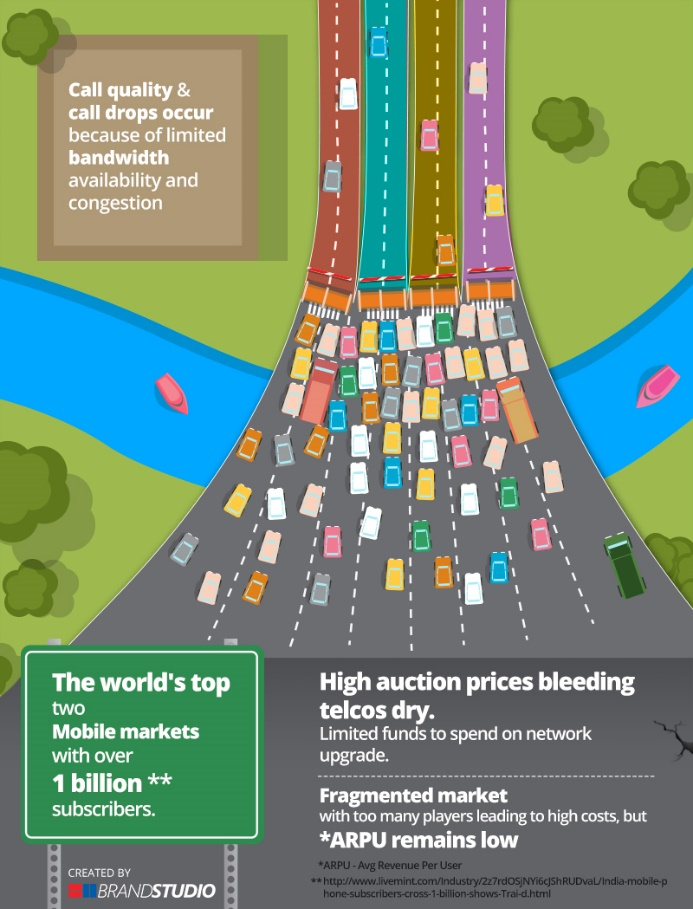 Call quality &
call drops occur
because of limited
bandwidth
availability and
congestion
The world's top
two
Mobile markets
with over
1 billion **
subscribers.
High auction prices bleeding
telcos dry.
Limited funds to spend on network
upgrade.
Fragmented market
with too many players leading to high costs, but
*ARPU remains low
*ARPU - Avg Revenue Per User
**http://www.livemint.com/Industry/2z7rdOSjNYi6cJShRUDvaL/India-mobile-p
hone-subscribers-cross-1-billion-shows-Trai-d.html
CREATED BY
BRANDSTUDIO